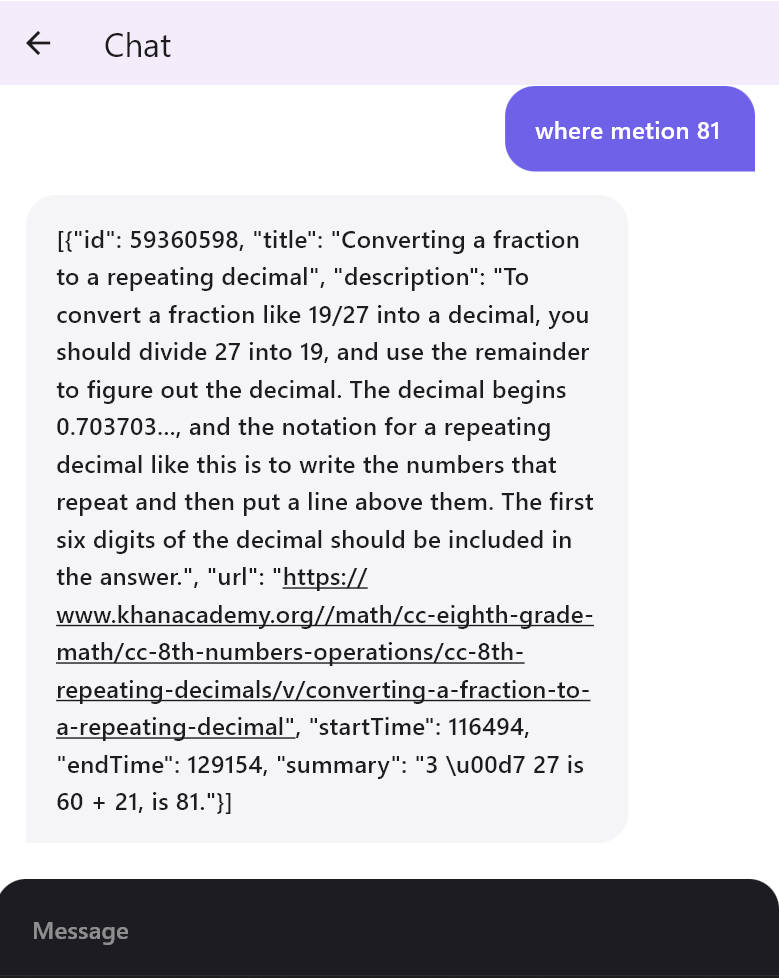 Chat
where metion 81
[{"id": 59360598, "title": "Converting a fraction
to a repeating decimal", "description": "To
convert a fraction like 19/27 into a decimal, you
should divide 27 into 19, and use the remainder
to figure out the decimal. The decimal begins
0.703703..., and the notation for a repeating
decimal like this is to write the numbers that
repeat and then put a line above them. The first
six digits of the decimal should be included in
the answer.", "url": "https://
www.khanacademy.org//math/cc-eighth-grade-
math/cc-8th-numbers-operations/cc-8th-
repeating-decimals/v/converting-a-fraction-to-
a-repeating-decimal", "startTime": 116494,
"endTime": 129154, "summary": "3 \u00d7 27 is
60 + 21, is 81."}]
Message